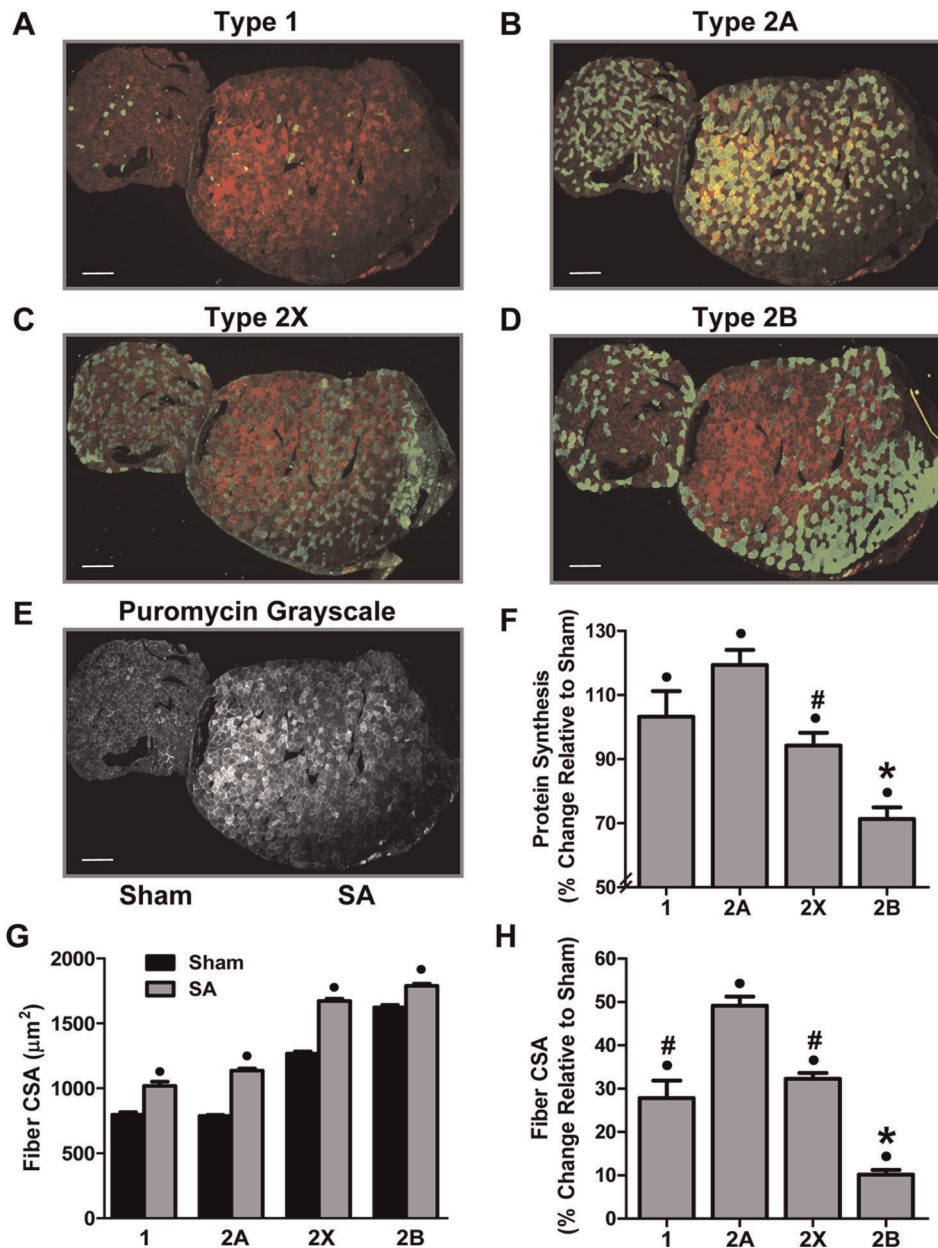 A Type 1
B Type 2A
C Type 2X
D Type 2B
E Puromycin Grayscale
Sham SA
F
Protein Synthesis
(% Change Relative to Sham)
130
110
90
70
50
•
•
#
•
*
•
1 2A 2X 2B
G
Fiber CSA (μm²)
2000
1500
1000
500
0
Sham
SA
•
•
•
•
1 2A 2X 2B
H
Fiber CSA
(% Change Relative to Sham)
60
50
40
30
20
10
0
#
•
•
#
•
*
•
1 2A 2X 2B